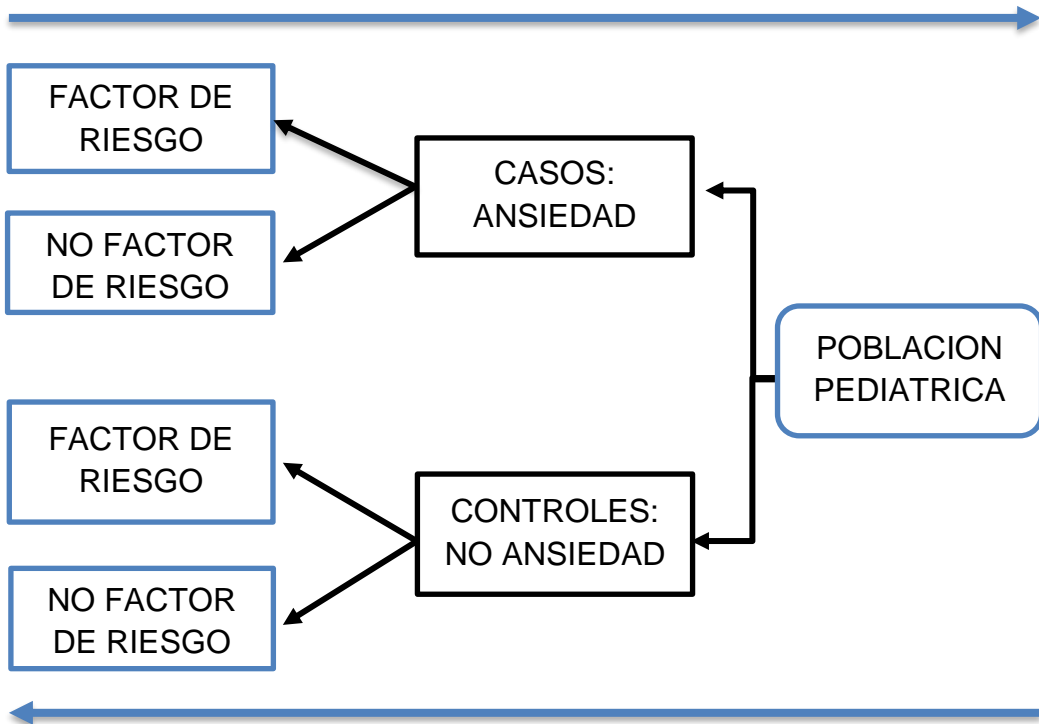 FACTOR DE
RIESGO
NO FACTOR
DE RIESGO
CASOS:
ANSIEDAD
POBLACION
PEDIATRICA
FACTOR DE
RIESGO
NO FACTOR
DE RIESGO
CONTROLES:
NO ANSIEDAD